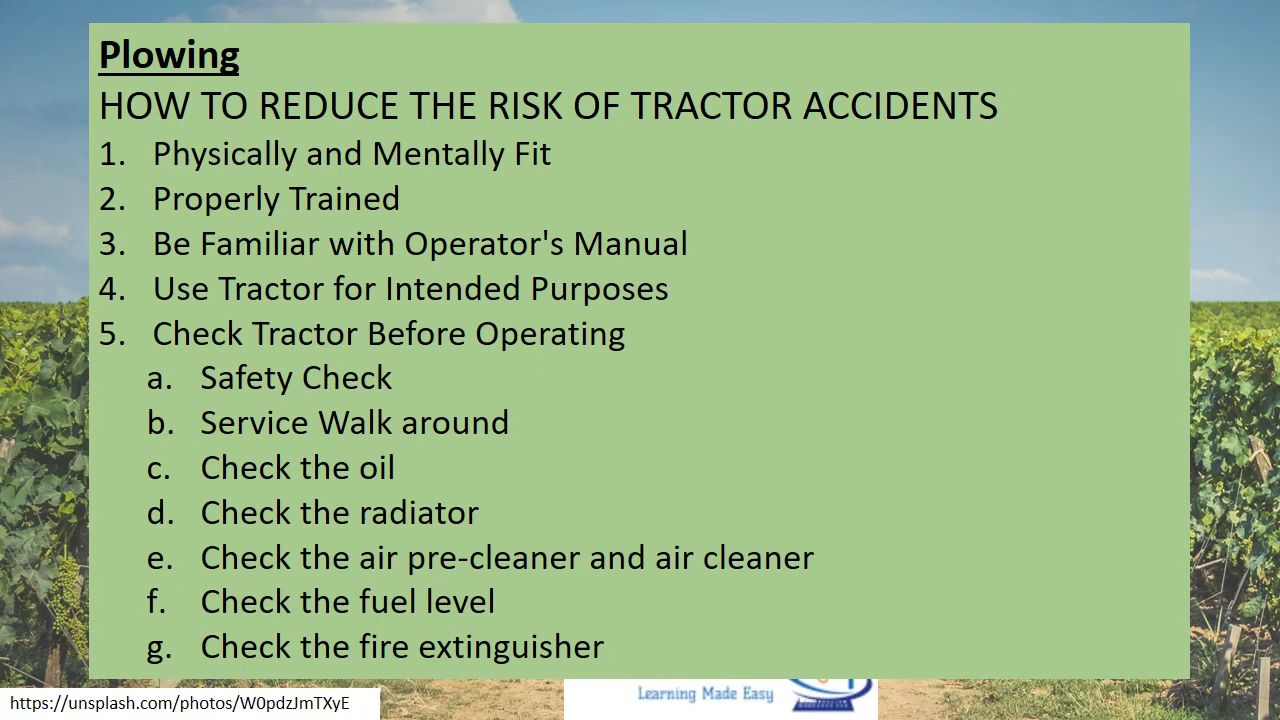 Plowing
HOW TO REDUCE THE RISK OF TRACTOR ACCIDENTS
1. Physically and Mentally Fit
2. Properly Trained
3. Be Familiar with Operator's Manual
4. Use Tractor for Intended Purposes
5. Check Tractor Before Operating
a. Safety Check
b. Service Walk around
c. Check the oil
d. Check the radiator
e. Check the air pre-cleaner and air cleaner
f. Check the fuel level
g. Check the fire extinguisher
https://unsplash.com/photos/W0pdzJmTXyE
Learning Made Easy